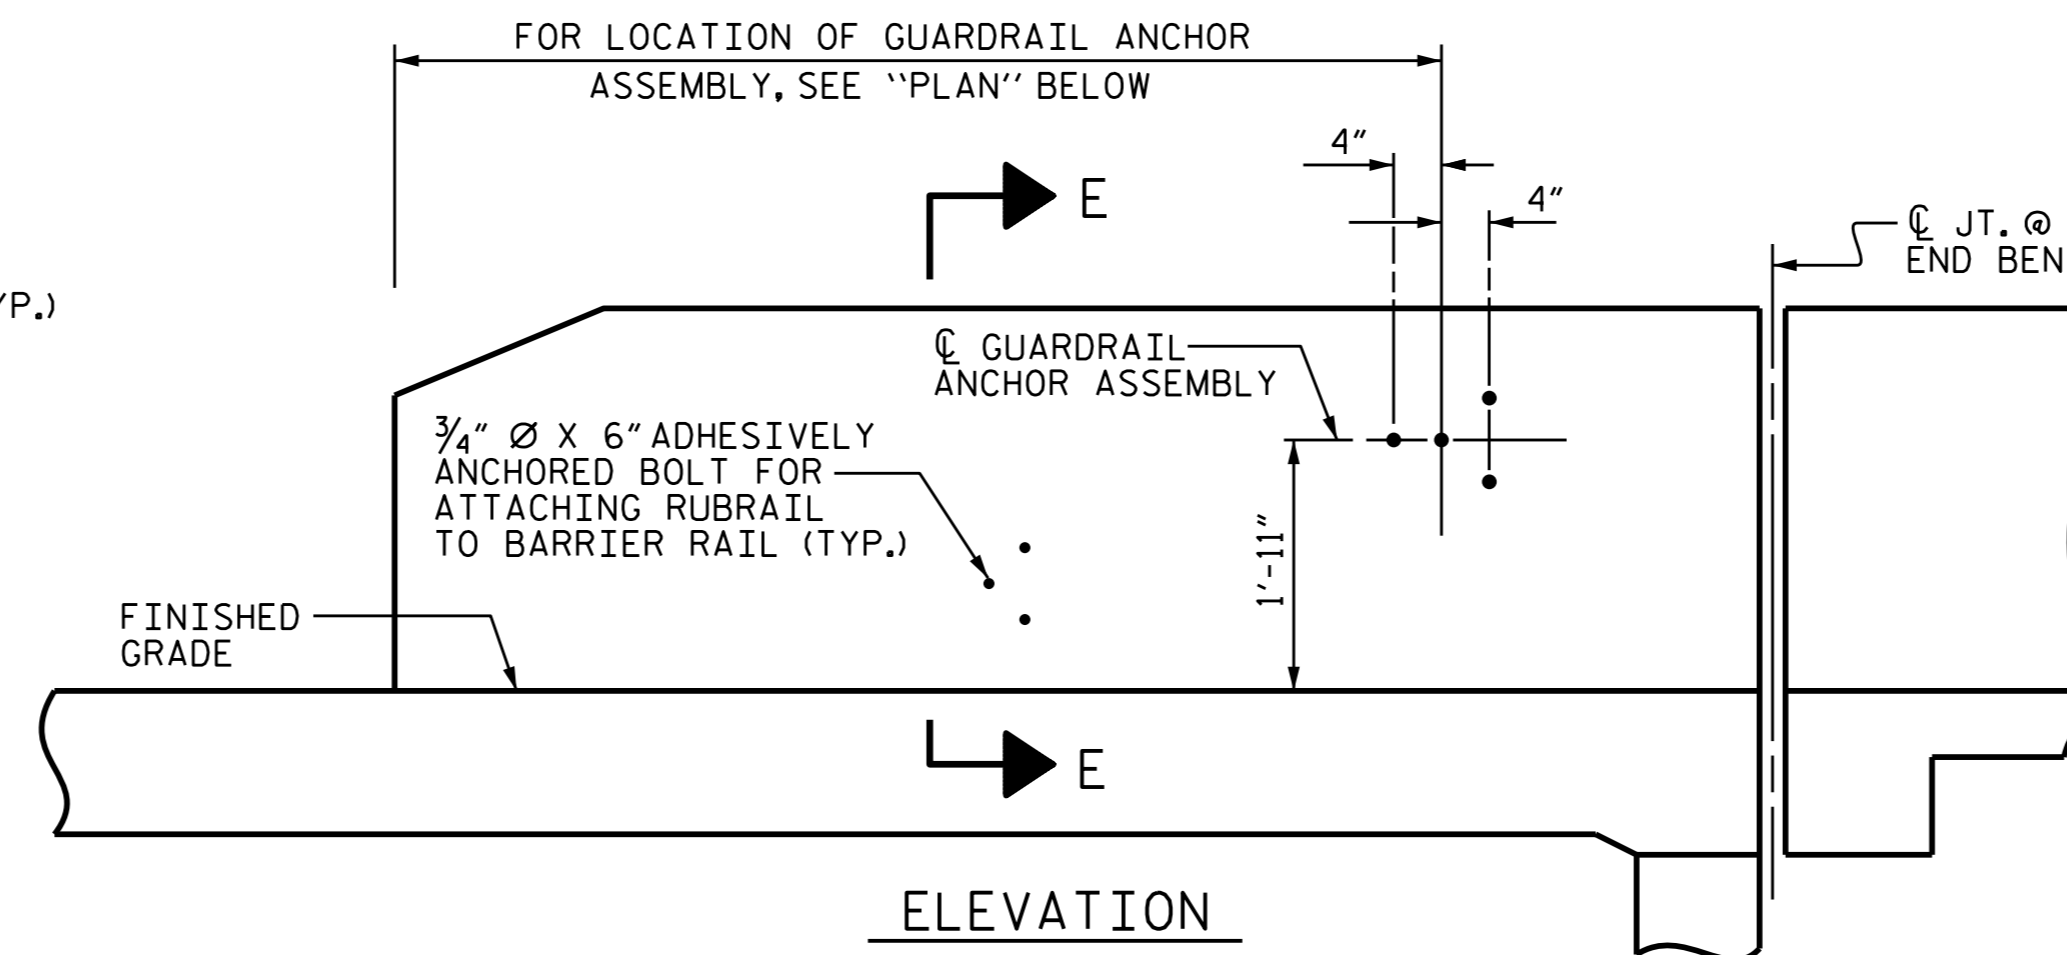 FOR LOCATION OF GUARDRAIL ANCHOR
ASSEMBLY, SEE "PLAN" BELOW
4"
4"
E
℄ JT. @
END BEN
YP.)
℄ GUARDRAIL
ANCHOR ASSEMBLY
¾" Ø X 6" ADHESIVELY
ANCHORED BOLT FOR
ATTACHING RUBRAIL
TO BARRIER RAIL (TYP.)
1'-11"
FINISHED
GRADE
E
ELEVATION